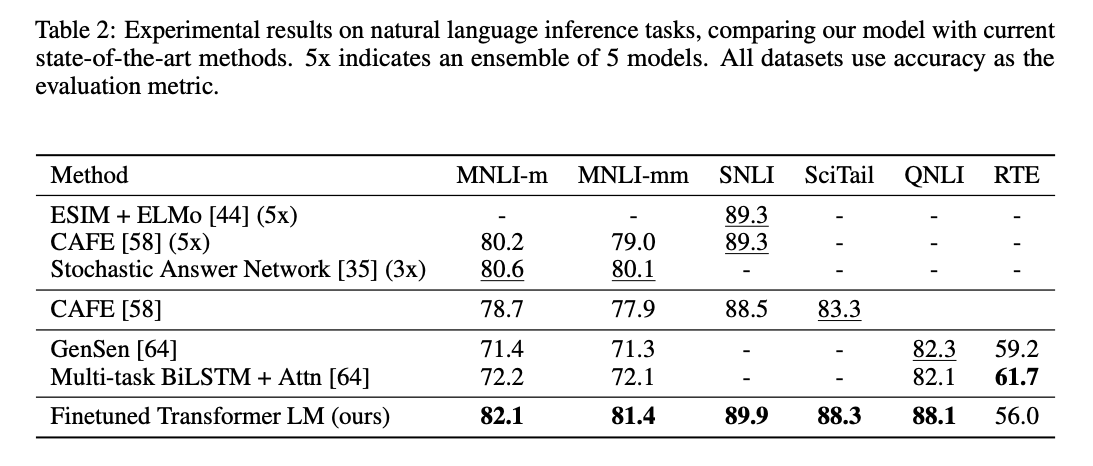 Table 2: Experimental results on natural language inference tasks, comparing our model with current
state-of-the-art methods. 5x indicates an ensemble of 5 models. All datasets use accuracy as the
evaluation metric.
Method MNLI-m MNLI-mm SNLI SciTail QNLI RTE
ESIM + ELMo [44] (5x) - - 89.3 - - -
CAFE [58] (5x) 80.2 79.0 89.3 - - -
Stochastic Answer Network [35] (3x) 80.6 80.1 - - - -
CAFE [58] 78.7 77.9 88.5 83.3
GenSen [64] 71.4 71.3 - - 82.3 59.2
Multi-task BiLSTM + Attn [64] 72.2 72.1 - - 82.1 61.7
Finetuned Transformer LM (ours) 82.1 81.4 89.9 88.3 88.1 56.0